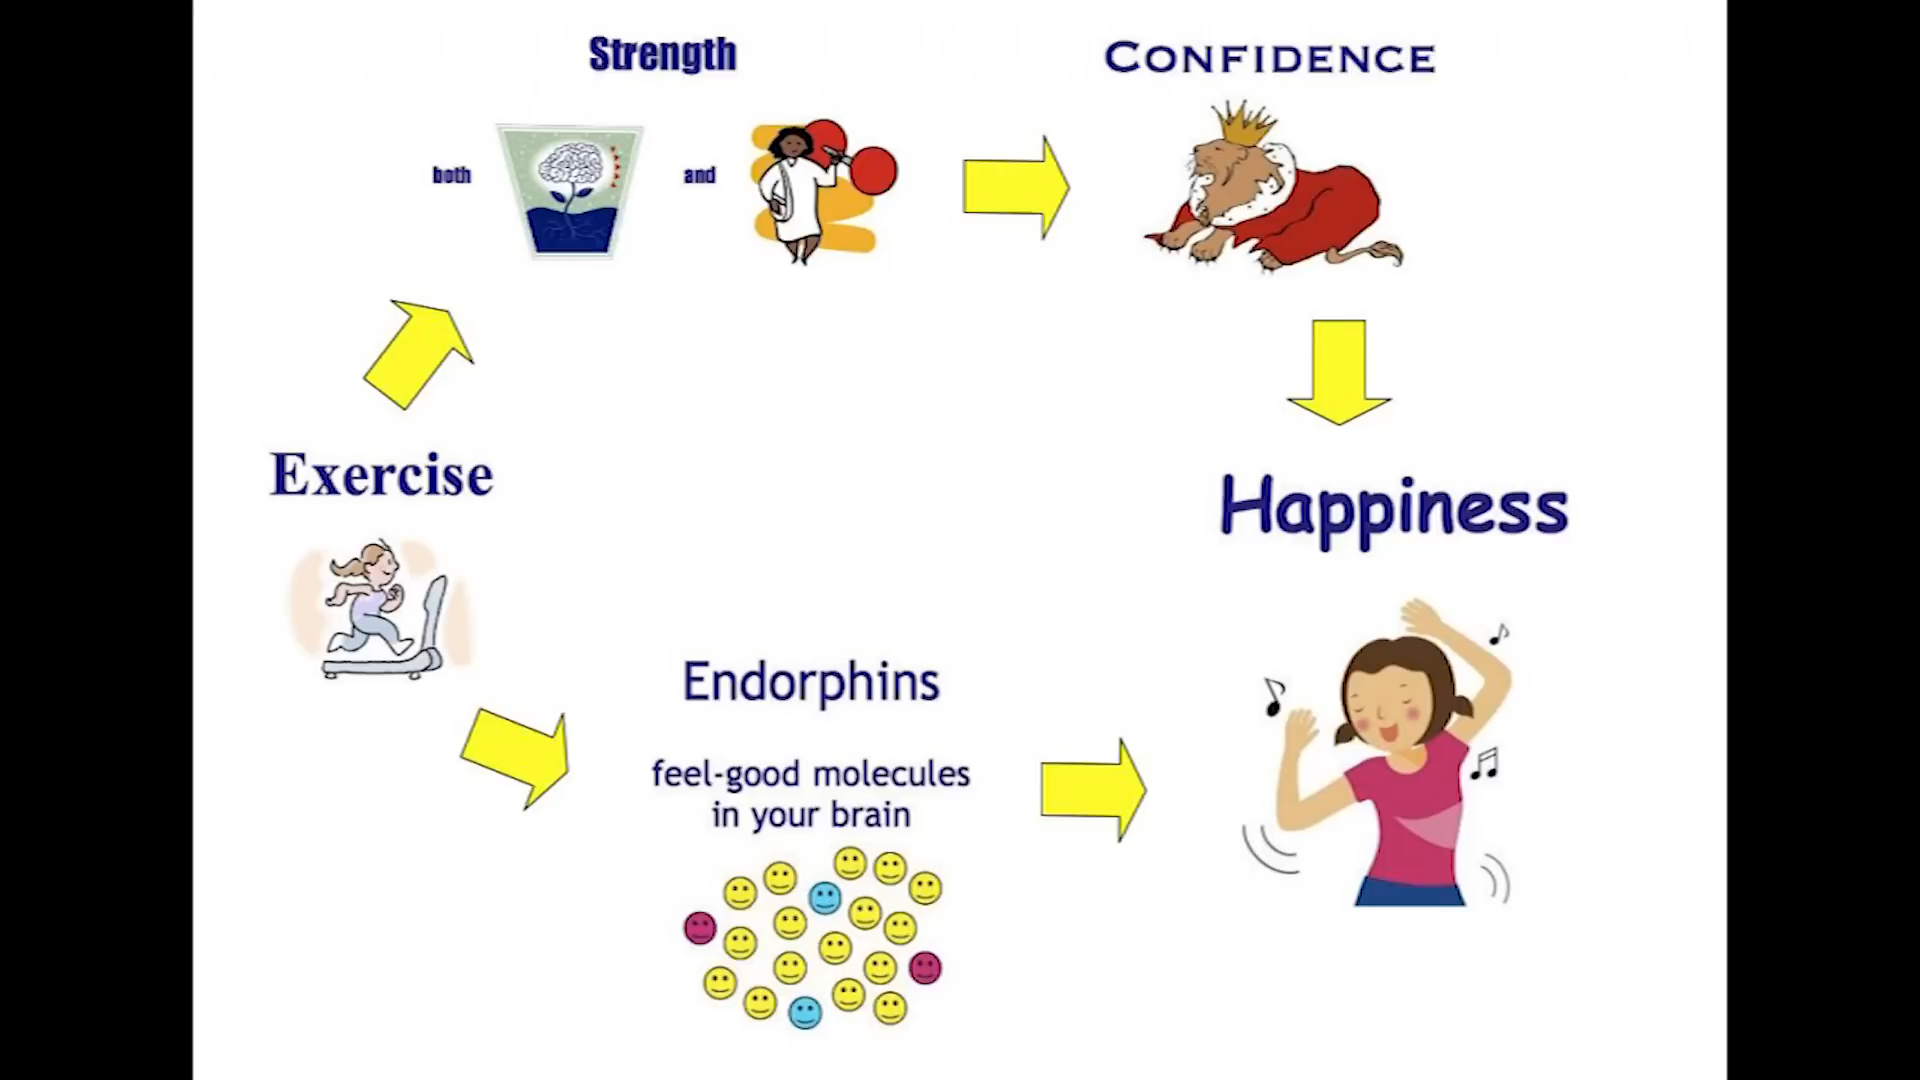 Strength
CONFIDENCE
both
and
Exercise
Happiness
Endorphins
feel-good molecules
in your brain